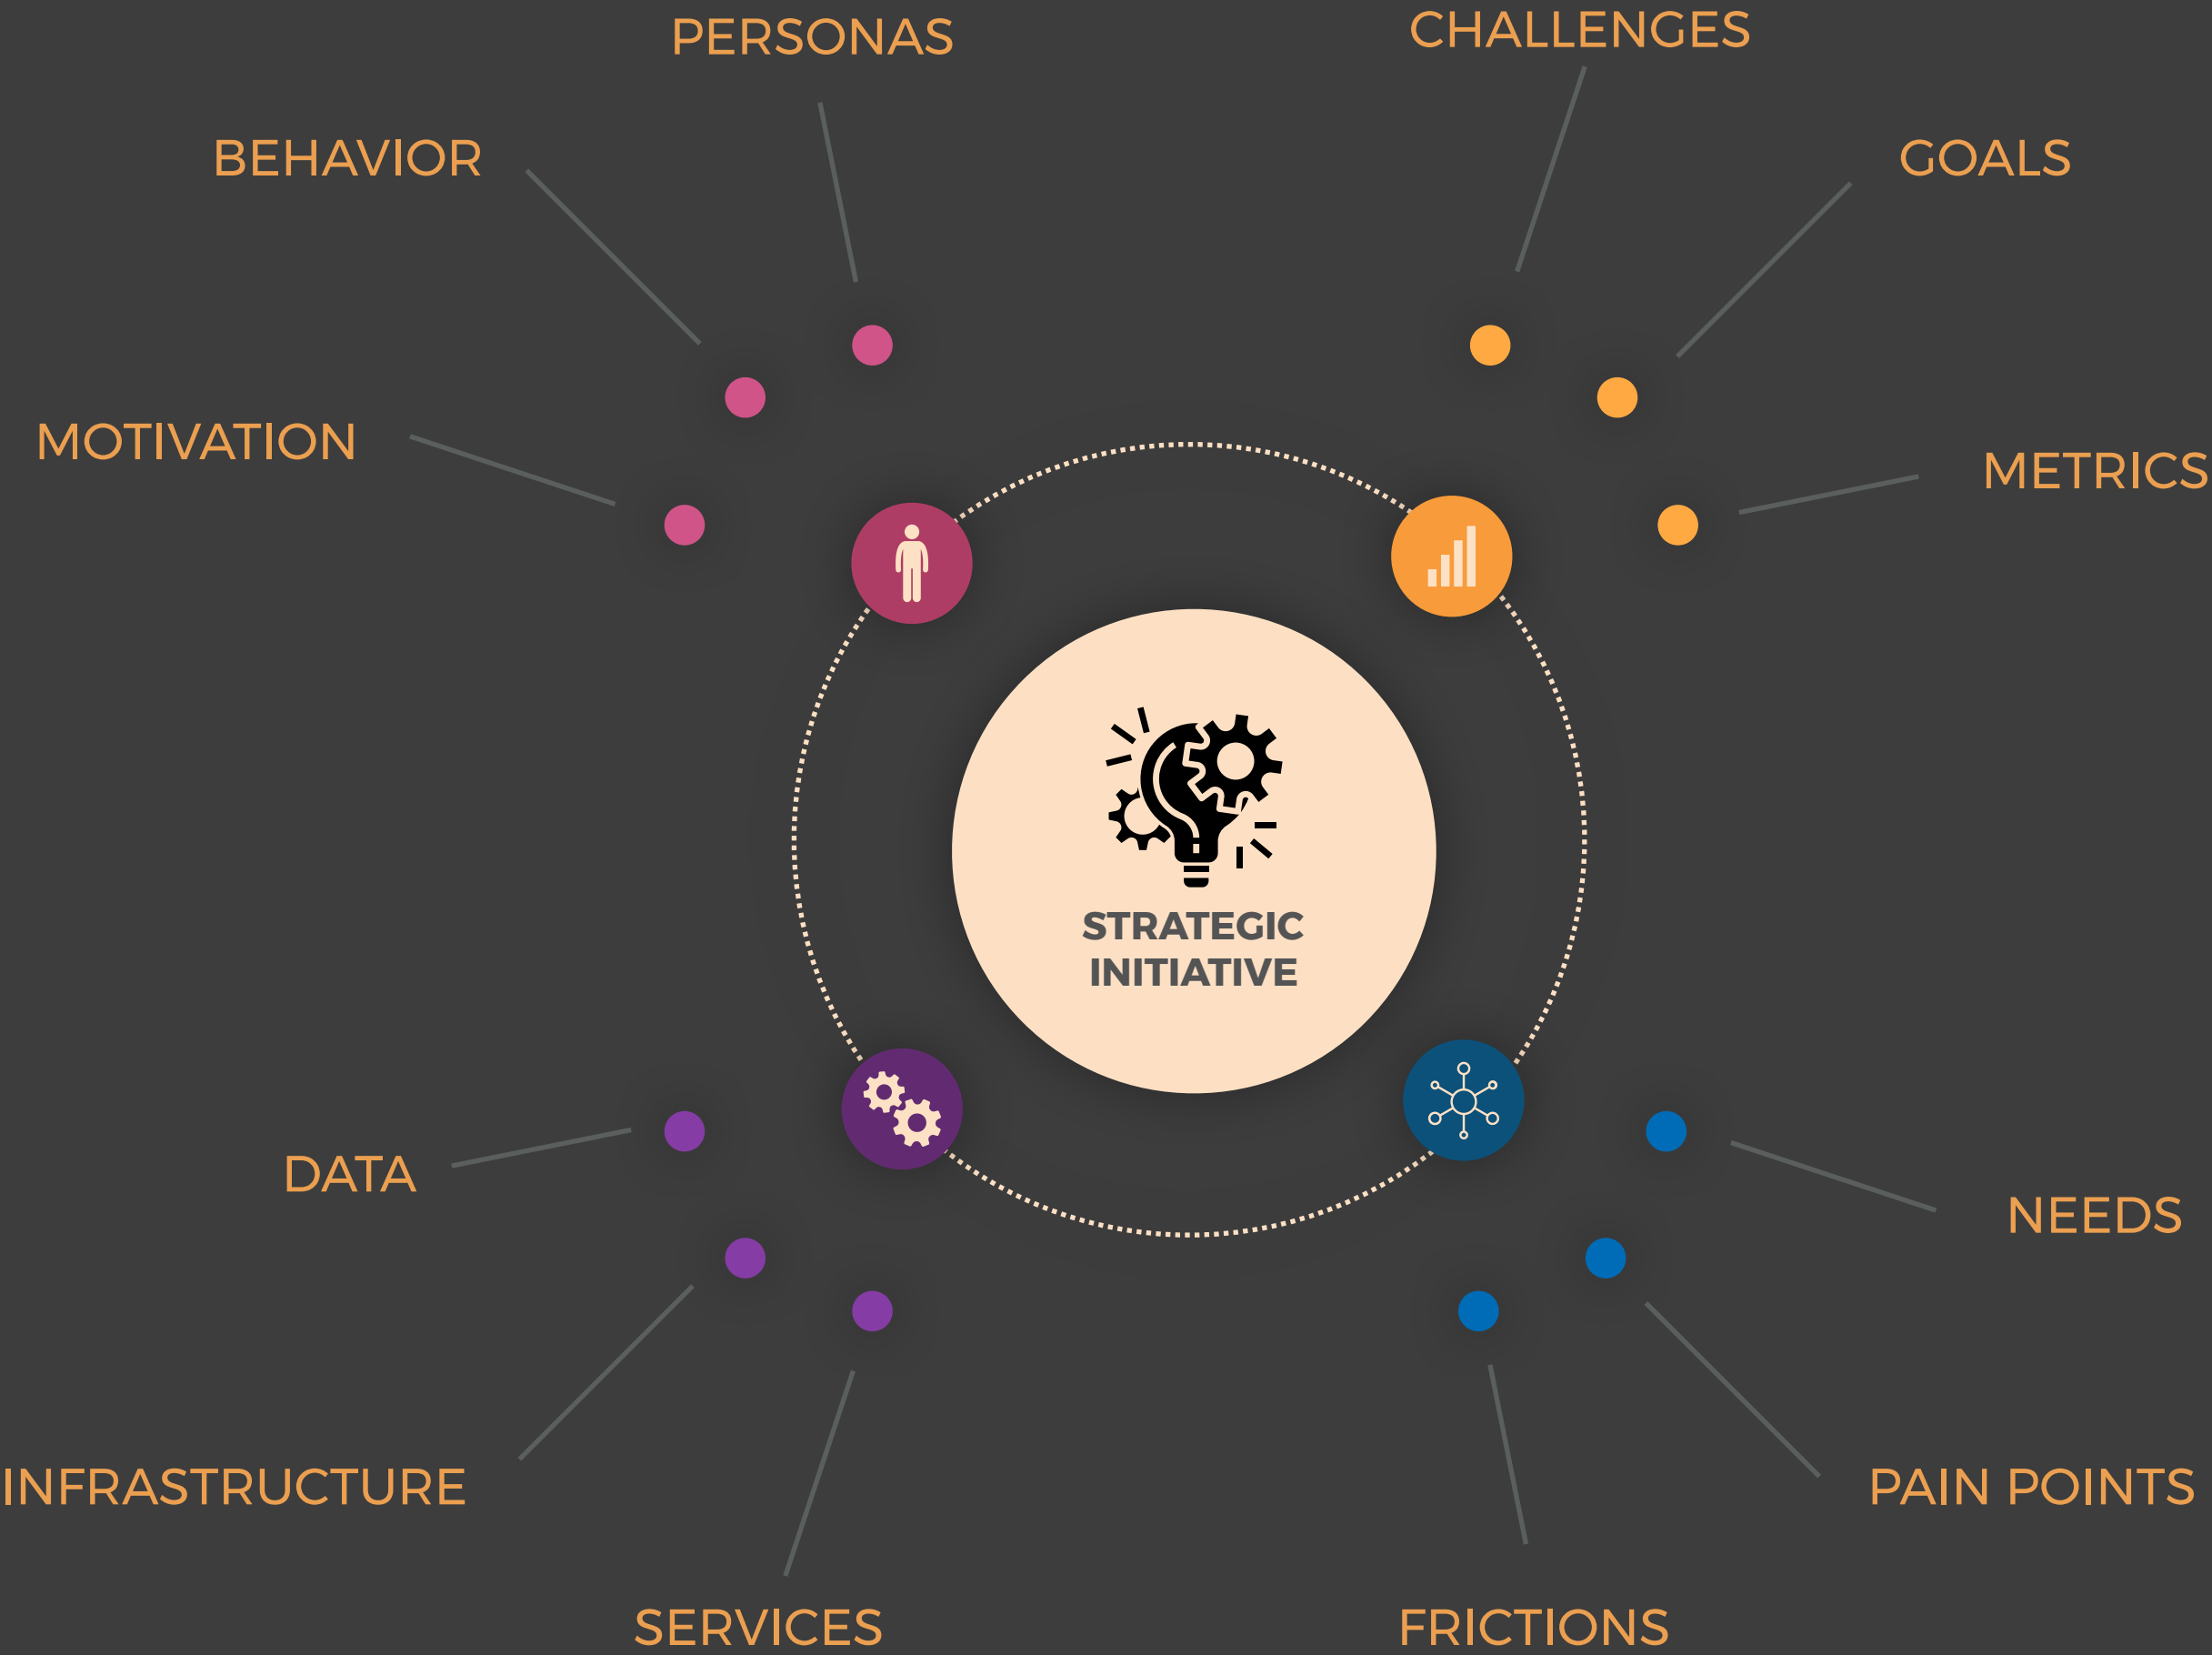 PERSONAS
CHALLENGES
BEHAVIOR
GOALS
MOTIVATION
METRICS
STRATEGIC
INITIATIVE
DATA
NEEDS
INFRASTRUCTURE
PAIN POINTS
SERVICES
FRICTIONS